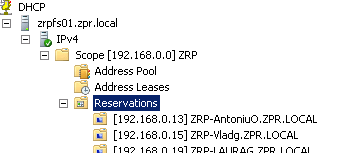 DHCP
zrpfs01.zpr.local
IPv4
Scope [192.168.0.0] ZRP
Address Pool
Address Leases
Reservations
[192.168.0.13] ZRP-AntoniuO.ZPR.LOCAL
[192.168.0.15] ZRP-Vladg.ZPR.LOCAL
[192.168.0.19] ZRP-LAURAG.ZPR.LOCAL